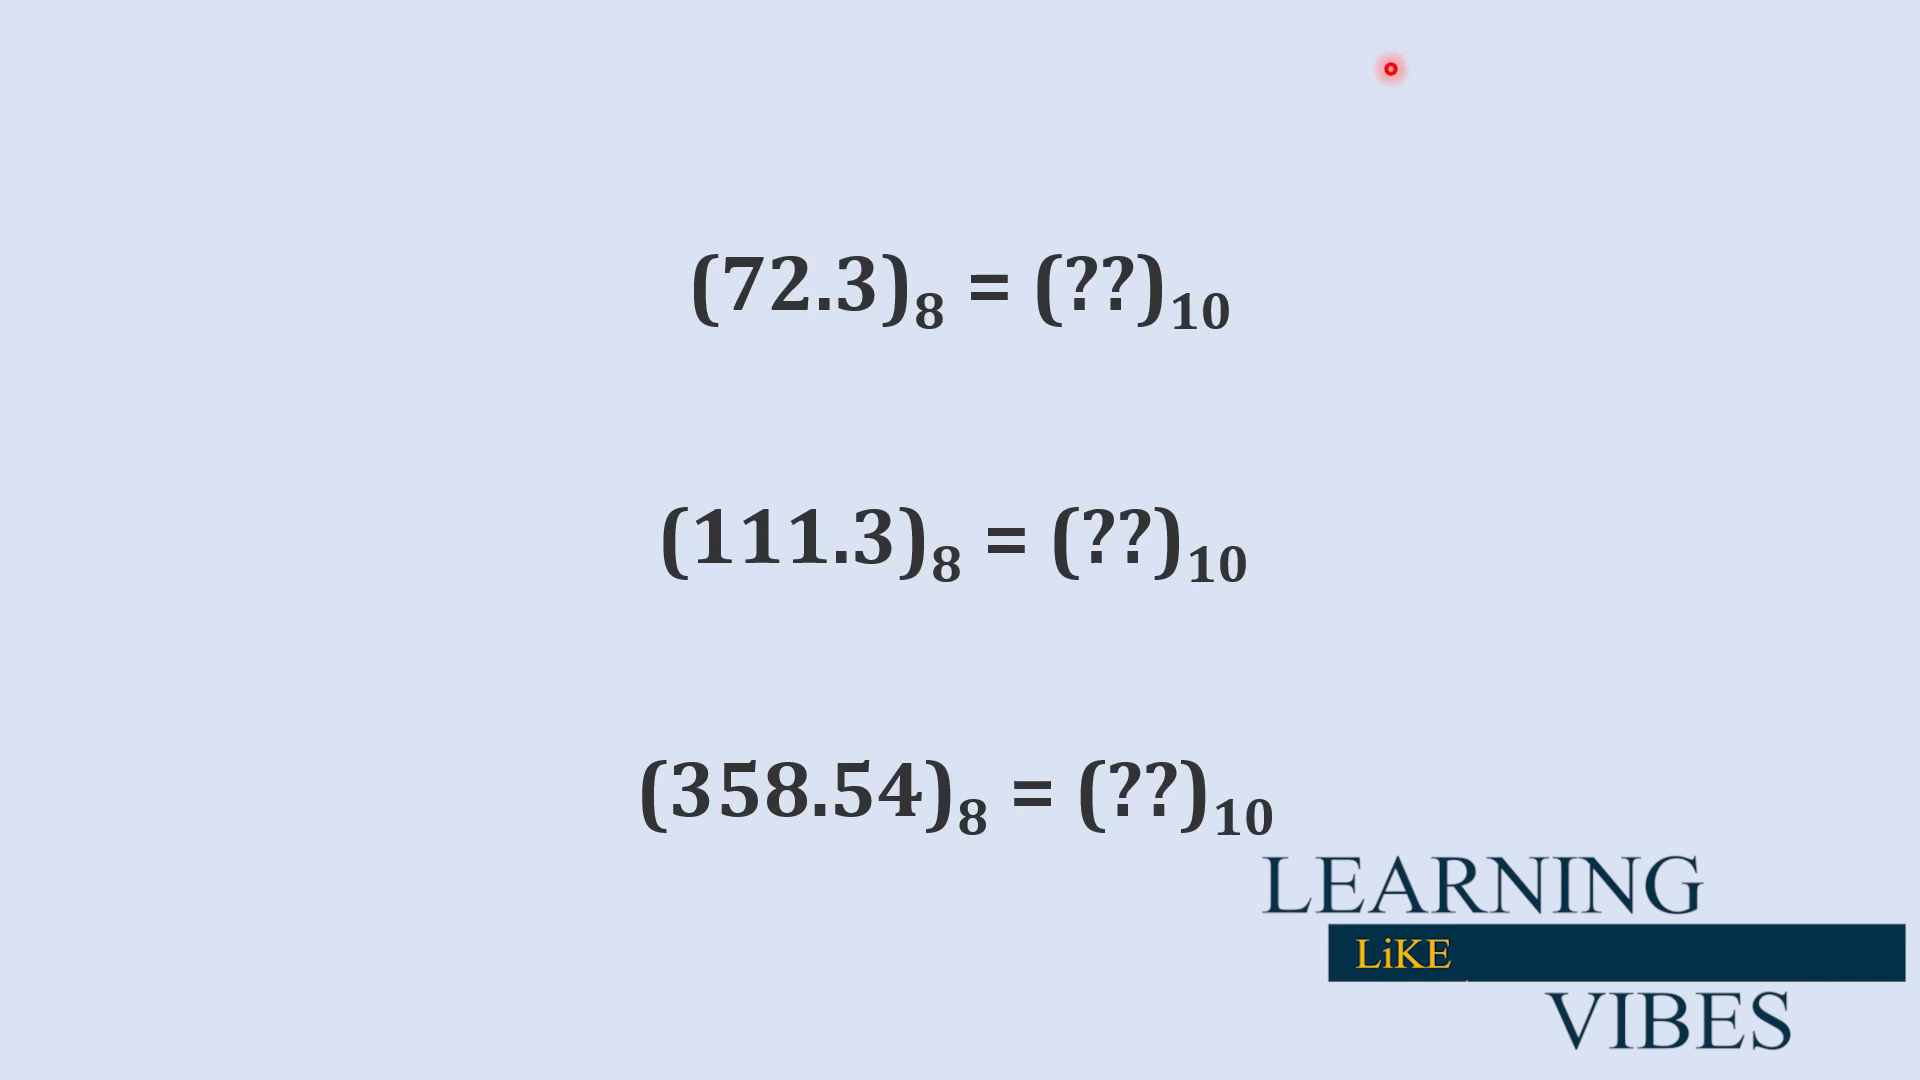 (72.3)₈ = (??)₁₀
(111.3)₈ = (??)₁₀
(358.54)₈ = (??)₁₀
LEARNING
LiKE
VIBES